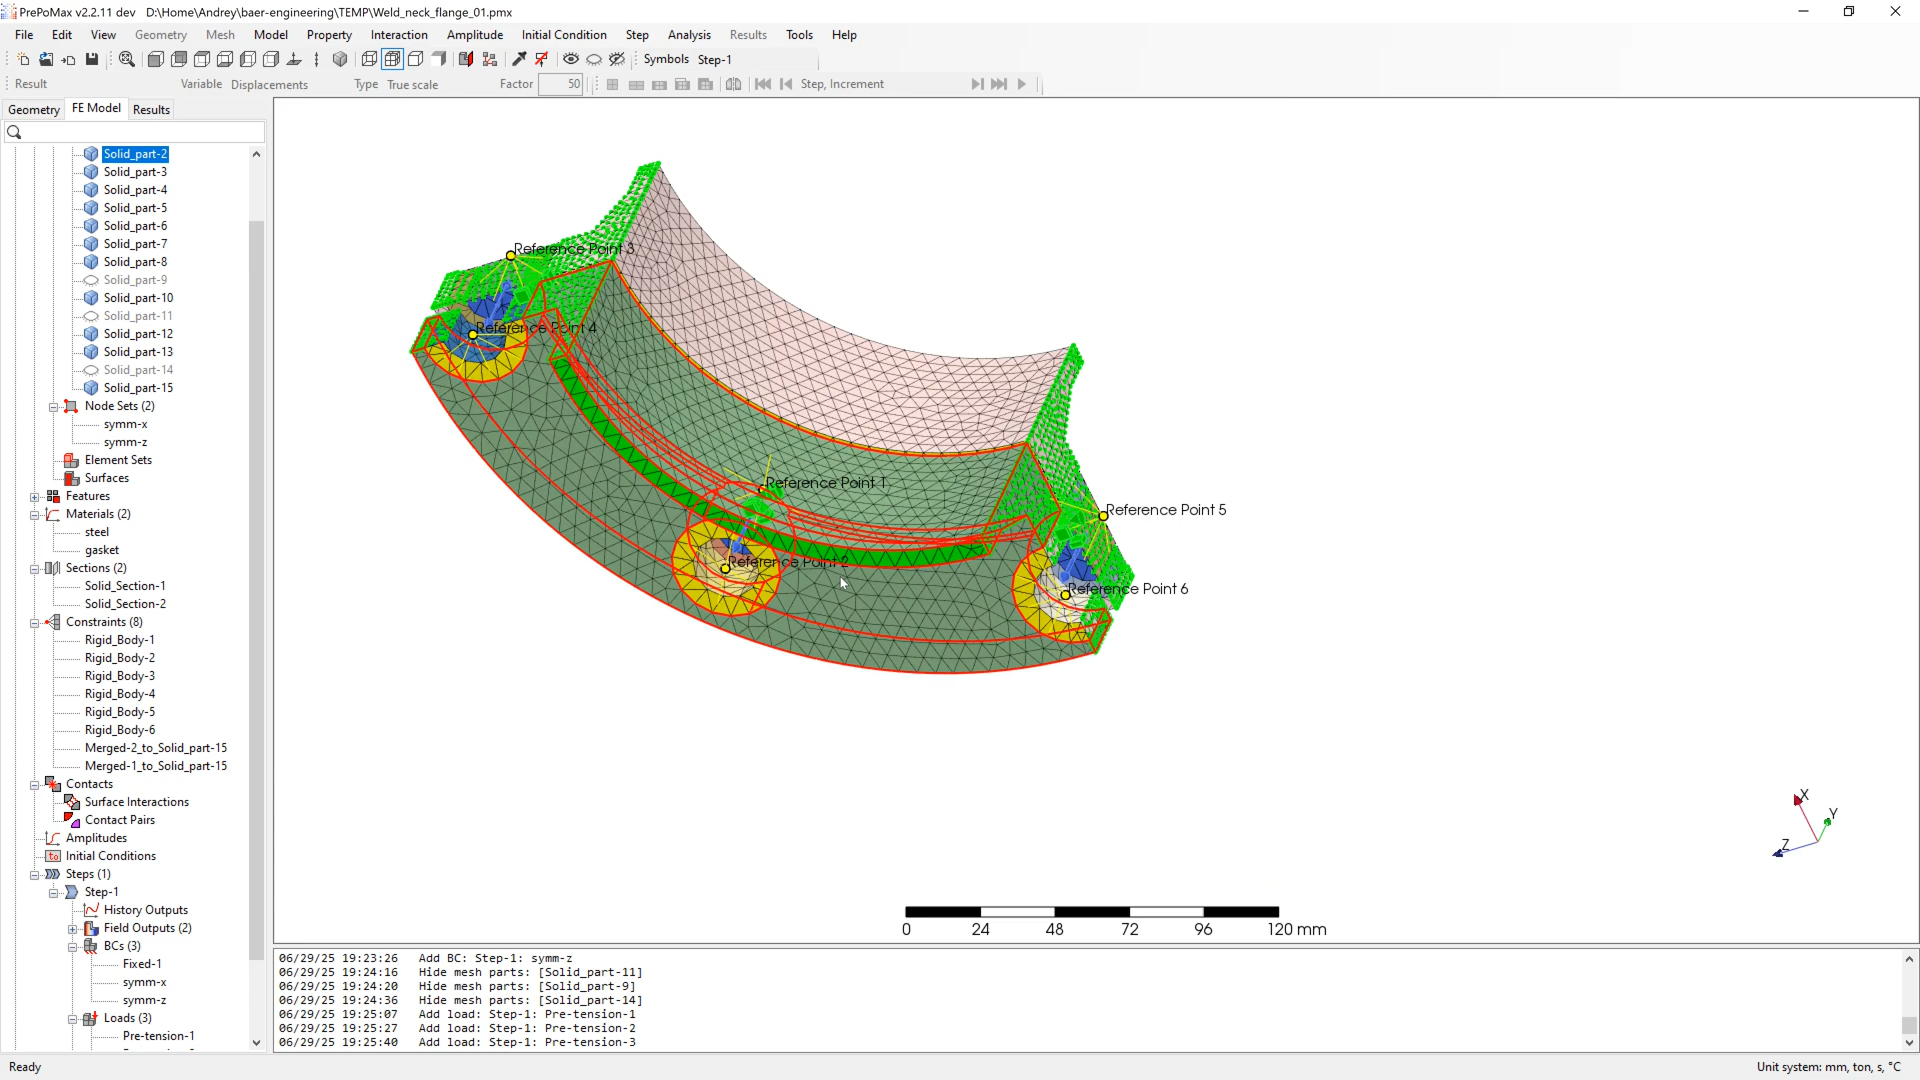 PrePoMax v2.2.11 dev   D:\Home\Andrey\baer-engineering\TEMP\Weld_neck_flange_01.pmx
File Edit View Geometry Mesh Model Property Interaction Amplitude Initial Condition Step Analysis Results Tools Help
Symbols Step-1
Result Variable Displacements Type True scale Factor 50 Step, Increment
Geometry FE Model Results
Solid_part-2
Solid_part-3
Solid_part-4
Solid_part-5
Solid_part-6
Solid_part-7
Solid_part-8
Solid_part-9
Solid_part-10
Solid_part-11
Solid_part-12
Solid_part-13
Solid_part-14
Solid_part-15
Node Sets (2)
symm-x
symm-z
Element Sets
Surfaces
Features
Materials (2)
steel
gasket
Sections (2)
Solid_Section-1
Solid_Section-2
Constraints (8)
Rigid_Body-1
Rigid_Body-2
Rigid_Body-3
Rigid_Body-4
Rigid_Body-5
Rigid_Body-6
Merged-2_to_Solid_part-15
Merged-1_to_Solid_part-15
Contacts
Surface Interactions
Contact Pairs
Amplitudes
Initial Conditions
Steps (1)
Step-1
History Outputs
Field Outputs (2)
BCs (3)
Fixed-1
symm-x
symm-z
Loads (3)
Pre-tension-1
Reference Point 3
Reference Point 4
Reference Point 1
Reference Point 5
Reference Point 2
Reference Point 6
X
Y
Z
0 24 48 72 96 120 mm
06/29/25 19:23:26 Add BC: Step-1: symm-z
06/29/25 19:24:16 Hide mesh parts: [Solid_part-11]
06/29/25 19:24:20 Hide mesh parts: [Solid_part-9]
06/29/25 19:24:36 Hide mesh parts: [Solid_part-14]
06/29/25 19:25:07 Add load: Step-1: Pre-tension-1
06/29/25 19:25:27 Add load: Step-1: Pre-tension-2
06/29/25 19:25:40 Add load: Step-1: Pre-tension-3
Ready
Unit system: mm, ton, s, °C